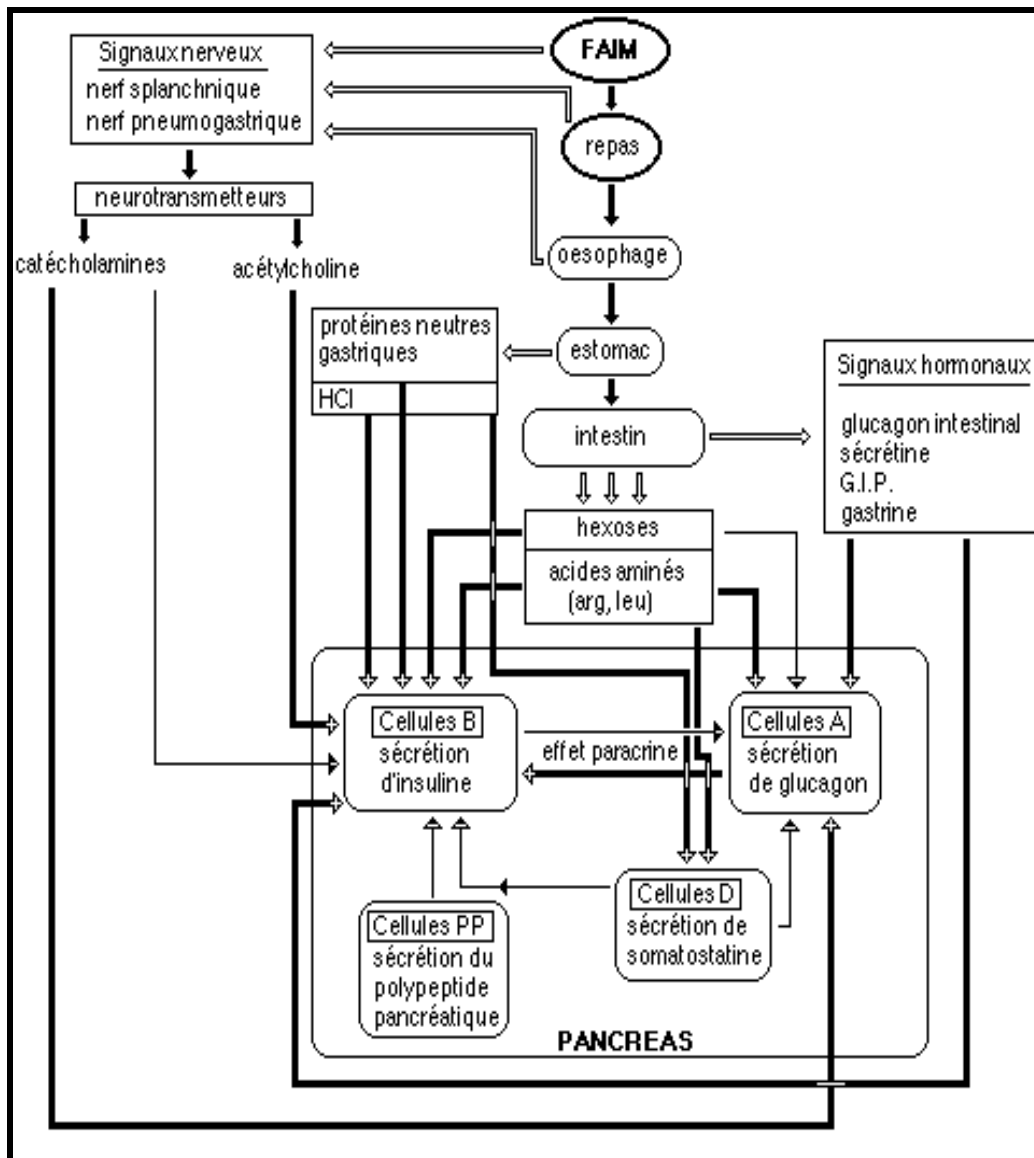 FAIM
Signaux nerveux
nerf splanchnique
nerf pneumogastrique
repas
neurotransmetteurs
catécholamines
acétylcholine
oesophage
protéines neutres
gastriques
HCl
estomac
Signaux hormonaux
glucagon intestinal
sécrétine
G.I.P.
gastrine
intestin
hexoses
acides aminés
(arg, leu)
Cellules B
sécrétion
d'insuline
effet paracrine
Cellules A
sécrétion
de glucagon
Cellules PP
sécrétion du
polypeptide
pancréatique
Cellules D
sécrétion de
somatostatine
PANCREAS